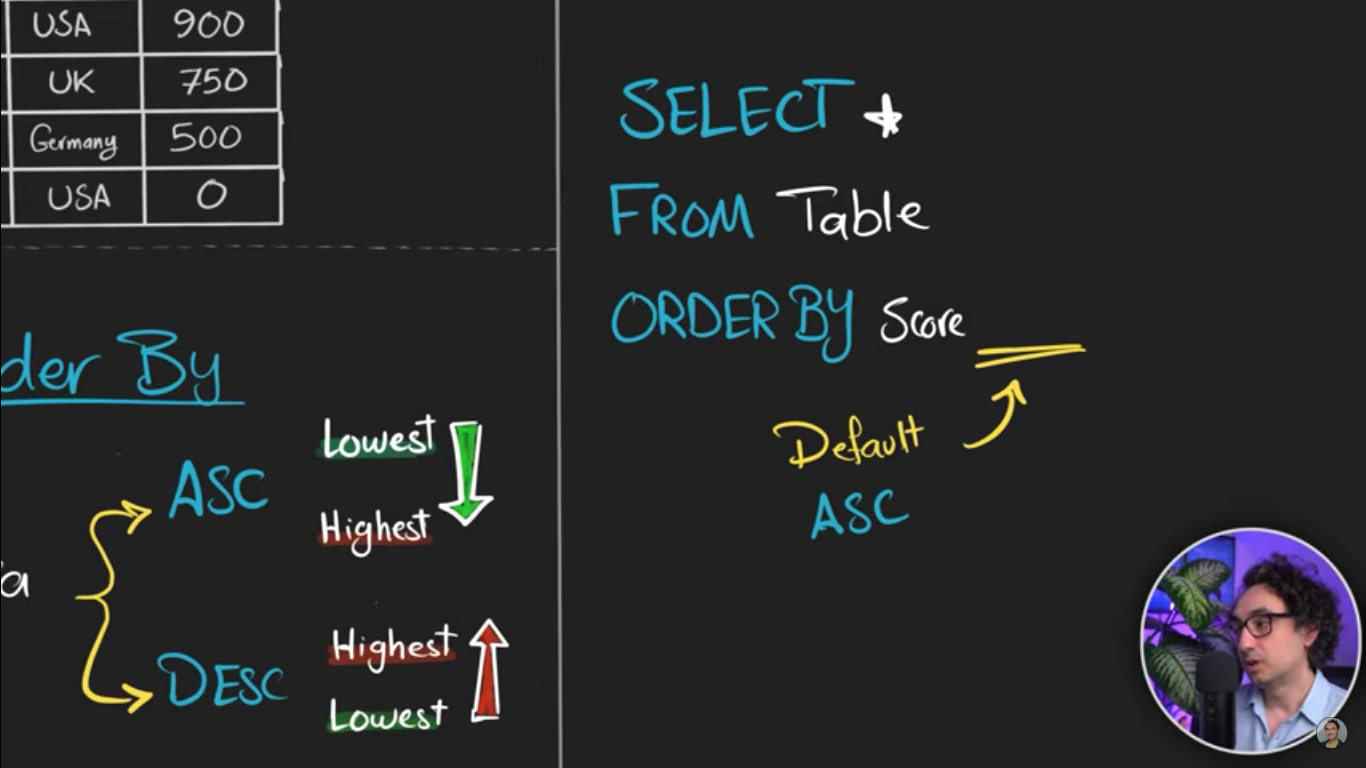 USA 900
UK 750
Germany 500
USA 0
der By
ASC
Lowest
Highest
a
DESC
Highest
Lowest
SELECT *
FROM Table
ORDER BY Score
Default
ASC